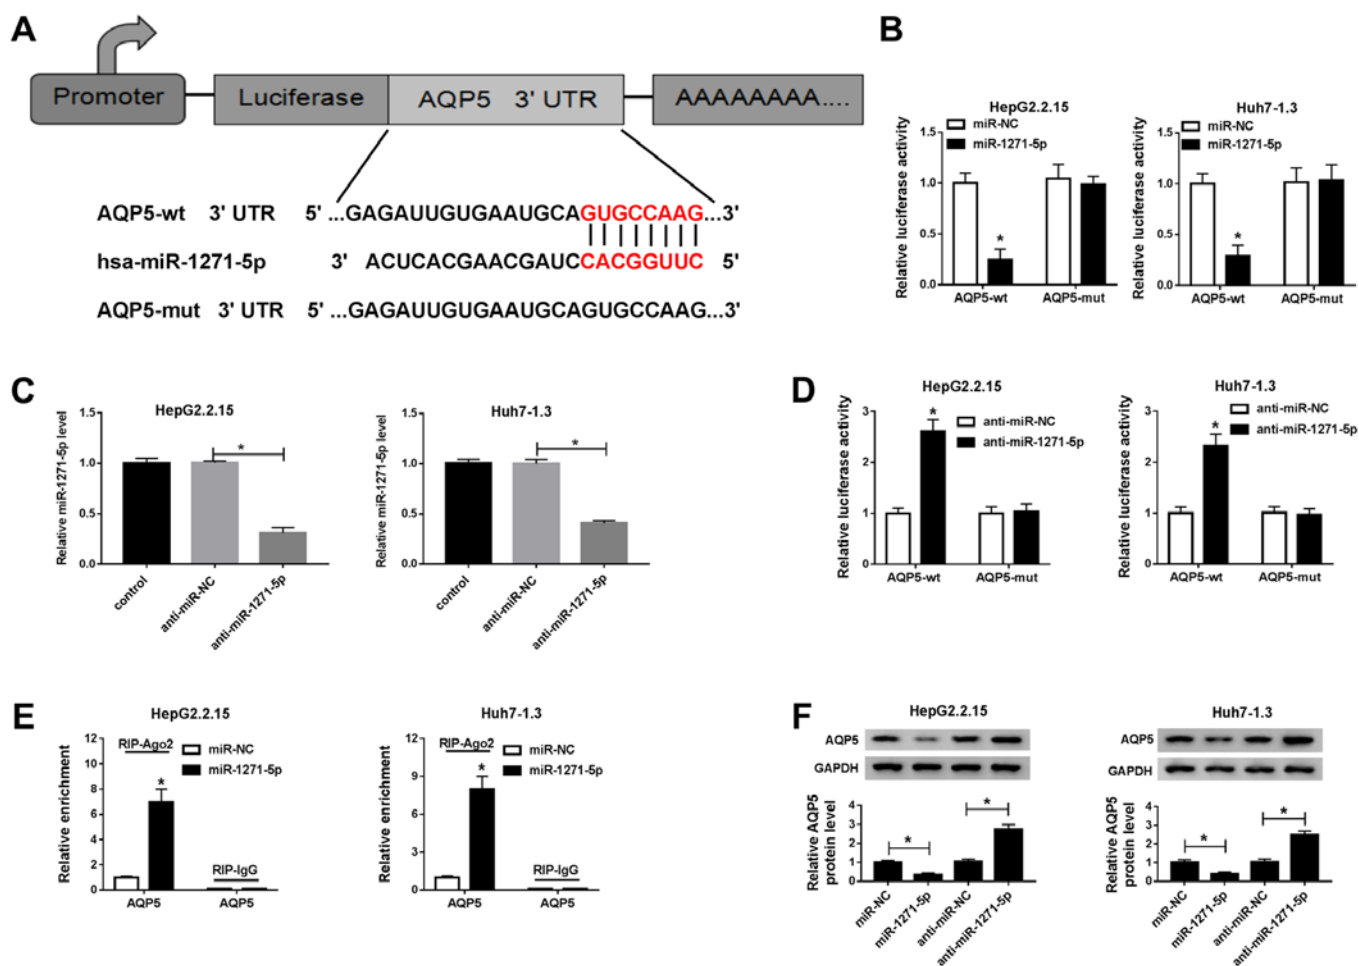 A
Promoter
Luciferase
AQP5 3' UTR
AAAAAAAA....
AQP5-wt 3' UTR 5' ...GAGAUUGUGAAUGCAGUGCCAAG...3'
hsa-miR-1271-5p 3' ACUCACGAACGAUCCACGGUUC 5'
AQP5-mut 3' UTR 5' ...GAGAUUGUGAAUGCAGUGCCAAG...3'
B
HepG2.2.15
miR-NC
miR-1271-5p
Relative luciferase activity
1.5
1.0
0.5
0.0
*
AQP5-wt
AQP5-mut
Huh7-1.3
miR-NC
miR-1271-5p
Relative luciferase activity
1.5
1.0
0.5
0.0
*
AQP5-wt
AQP5-mut
C
HepG2.2.15
Relative miR-1271-5p level
1.5
1.0
0.5
0.0
*
control
anti-miR-NC
anti-miR-1271-5p
Huh7-1.3
Relative miR-1271-5p level
1.5
1.0
0.5
0.0
*
control
anti-miR-NC
anti-miR-1271-5p
D
HepG2.2.15
anti-miR-NC
anti-miR-1271-5p
Relative luciferase activity
3
2
1
0
*
AQP5-wt
AQP5-mut
Huh7-1.3
anti-miR-NC
anti-miR-1271-5p
Relative luciferase activity
3
2
1
0
*
AQP5-wt
AQP5-mut
E
HepG2.2.15
RIP-Ago2
miR-NC
miR-1271-5p
Relative enrichment
12
10
8
6
4
2
0
*
RIP-IgG
AQP5
AQP5
Huh7-1.3
RIP-Ago2
miR-NC
miR-1271-5p
Relative enrichment
12
9
6
3
0
*
RIP-IgG
AQP5
AQP5
F
HepG2.2.15
AQP5
GAPDH
Relative AQP5
protein level
4
3
2
1
0
*
*
miR-NC
miR-1271-5p
anti-miR-NC
anti-miR-1271-5p
Huh7-1.3
AQP5
GAPDH
Relative AQP5
protein level
4
3
2
1
0
*
*
miR-NC
miR-1271-5p
anti-miR-NC
anti-miR-1271-5p